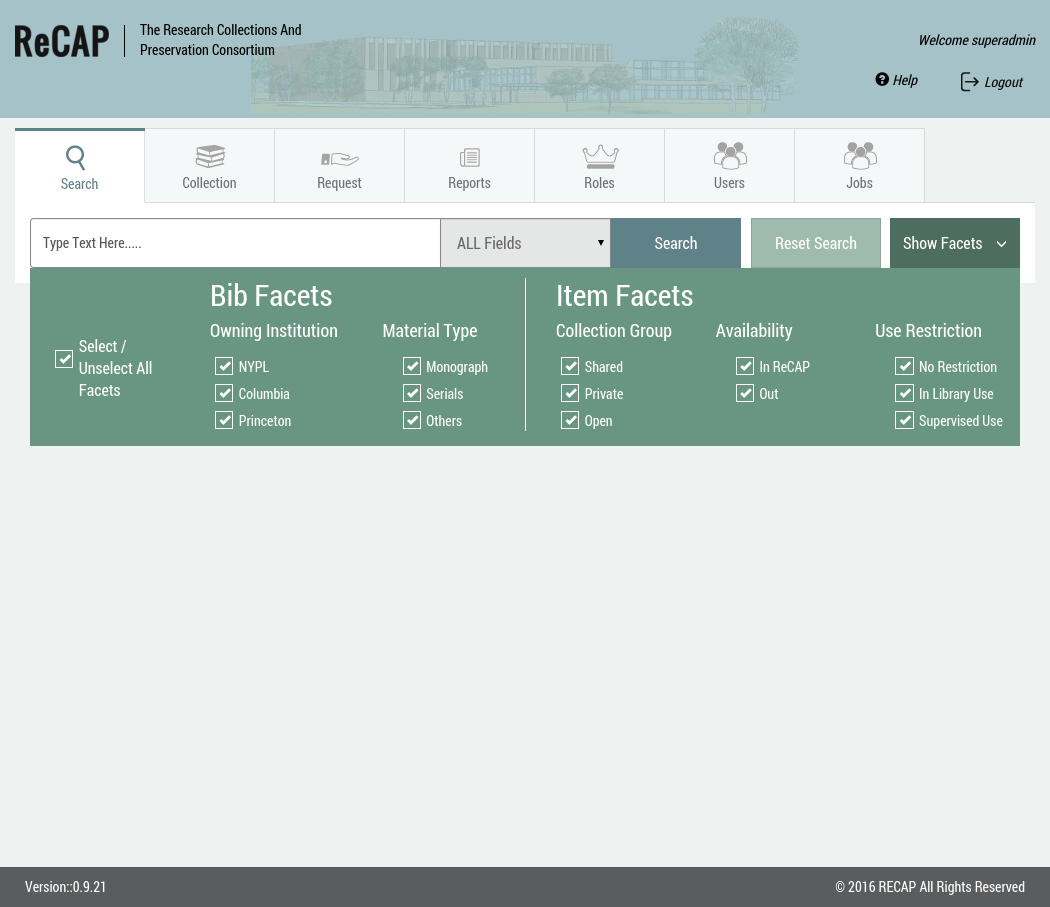 ReCAP
The Research Collections And
Preservation Consortium
Welcome superadmin
Help
Logout
Search
Collection
Request
Reports
Roles
Users
Jobs
Type Text Here.....
ALL Fields
Search
Reset Search
Show Facets
Select /
Unselect All
Facets
Bib Facets
Owning Institution
NYPL
Columbia
Princeton
Material Type
Monograph
Serials
Others
Item Facets
Collection Group
Shared
Private
Open
Availability
In ReCAP
Out
Use Restriction
No Restriction
In Library Use
Supervised Use
Version::0.9.21
© 2016 RECAP All Rights Reserved